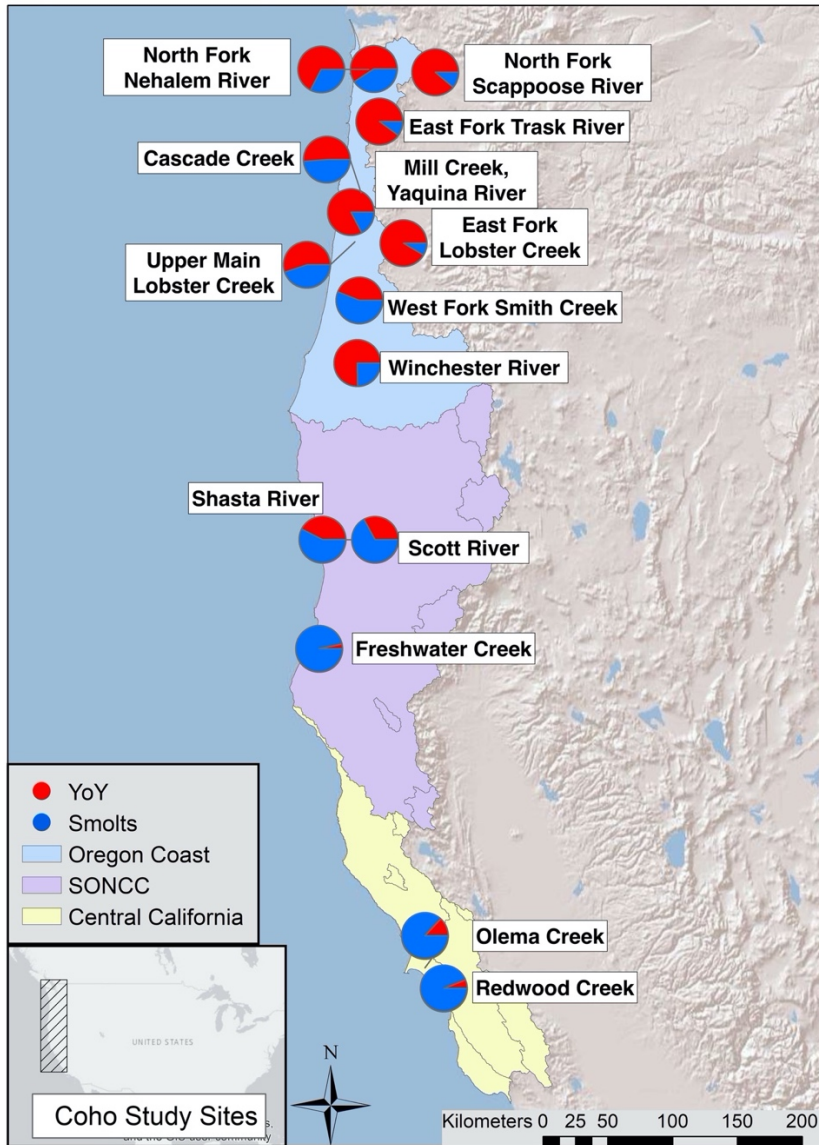 North Fork
Nehalem River
North Fork
Scappoose River
East Fork Trask River
Cascade Creek
Mill Creek,
Yaquina River
East Fork
Lobster Creek
Upper Main
Lobster Creek
West Fork Smith Creek
Winchester River
Shasta River
Scott River
Freshwater Creek
YoY
Smolts
Oregon Coast
SONCC
Central California
Olema Creek
Redwood Creek
UNITED STATES
N
Coho Study Sites
Kilometers 0 25 50 100 150 200